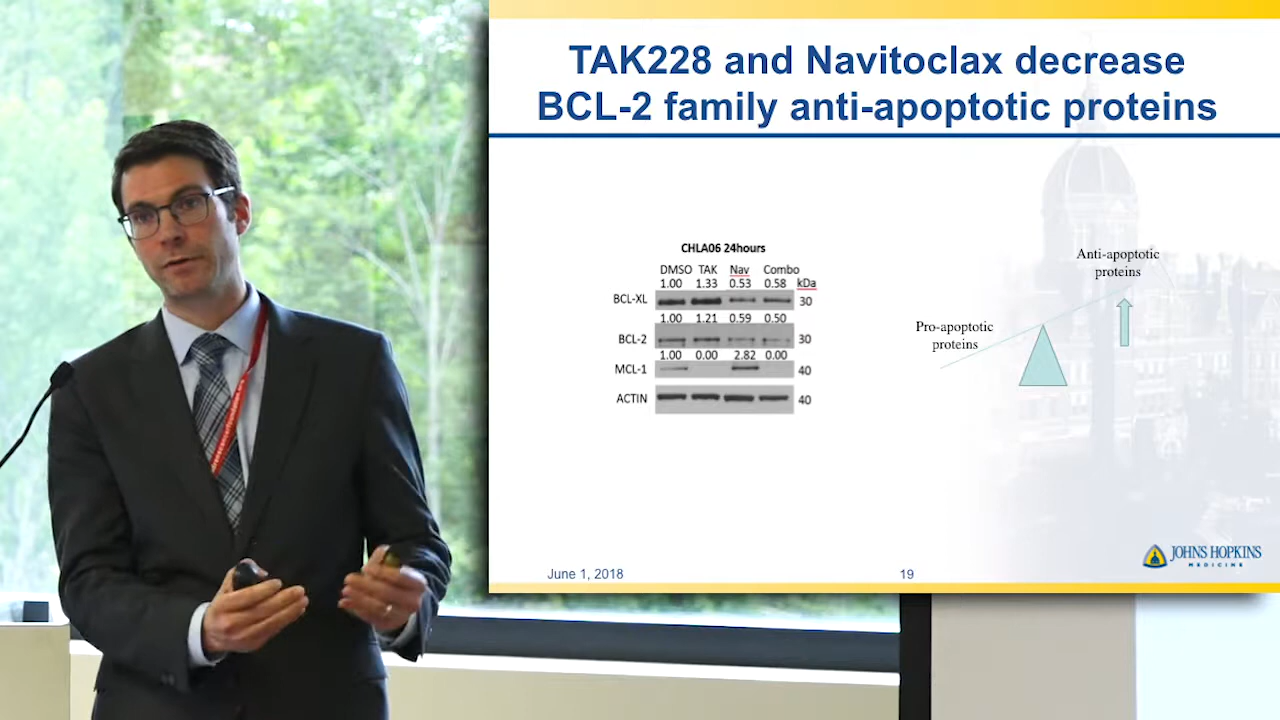 TAK228 and Navitoclax decrease
BCL-2 family anti-apoptotic proteins
CHLA06 24hours
DMSO TAK Nav Combo
1.00 1.33 0.53 0.58 kDa
BCL-XL 30
1.00 1.21 0.59 0.50
BCL-2 30
1.00 0.00 2.82 0.00
MCL-1 40
ACTIN 40
Anti-apoptotic
proteins
Pro-apoptotic
proteins
JOHNS HOPKINS
MEDICINE
June 1, 2018 19